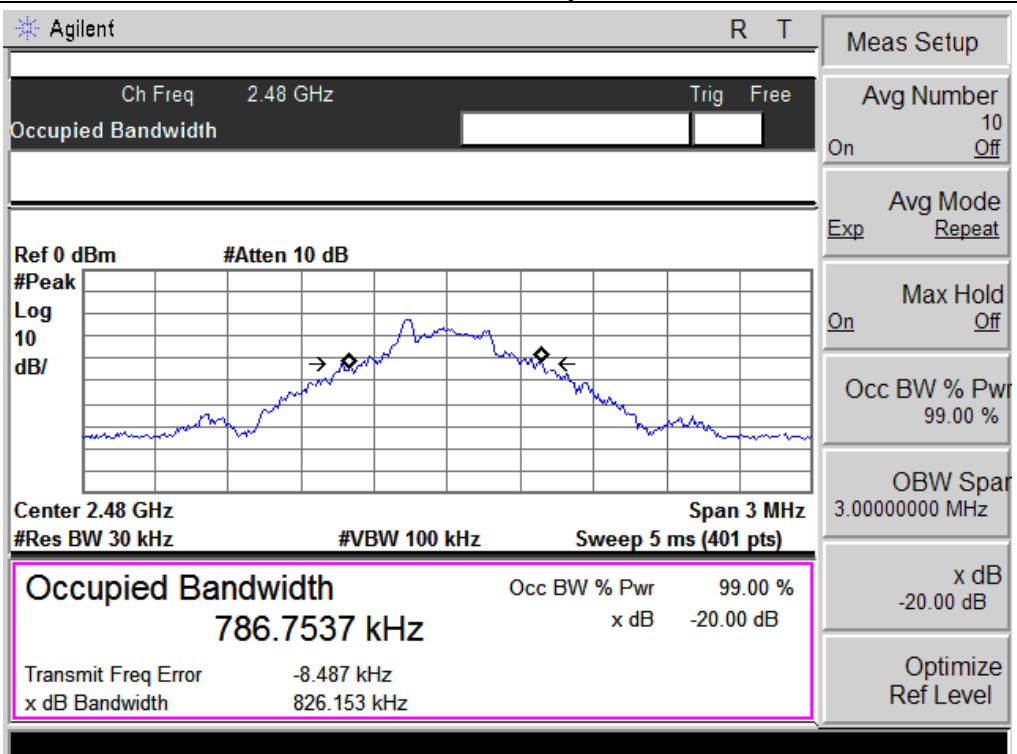 Agilent R T
Ch Freq 2.48 GHz Trig Free
Occupied Bandwidth
Ref 0 dBm #Atten 10 dB
#Peak
Log
10
dB/
Center 2.48 GHz Span 3 MHz
#Res BW 30 kHz #VBW 100 kHz Sweep 5 ms (401 pts)
Occupied Bandwidth Occ BW % Pwr 99.00 %
786.7537 kHz x dB -20.00 dB
Transmit Freq Error -8.487 kHz
x dB Bandwidth 826.153 kHz
Meas Setup
Avg Number
10
On Off
Avg Mode
Exp Repeat
Max Hold
On Off
Occ BW % Pwr
99.00 %
OBW Span
3.00000000 MHz
x dB
-20.00 dB
Optimize
Ref Level